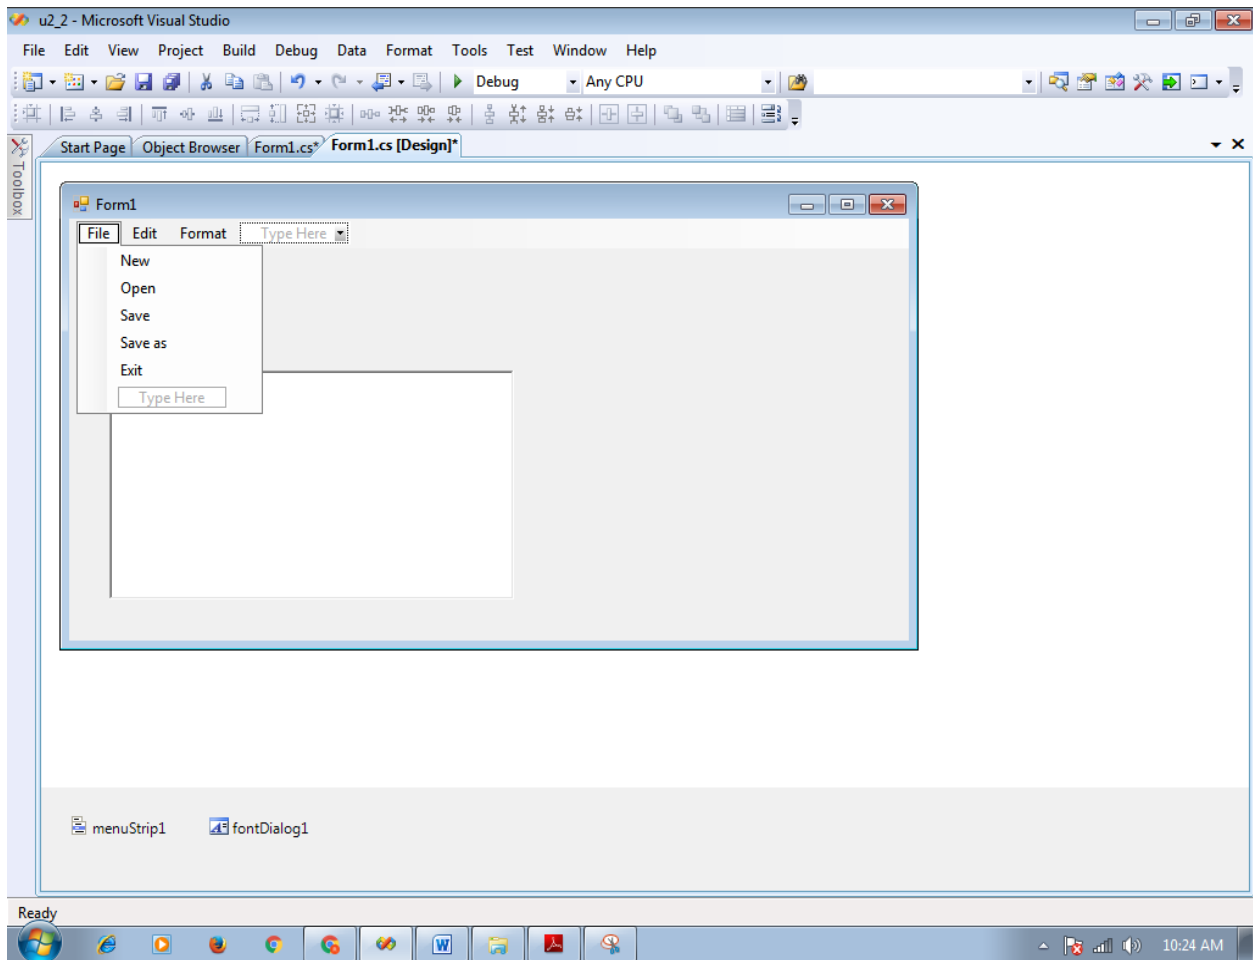 u2_2 - Microsoft Visual Studio
File Edit View Project Build Debug Data Format Tools Test Window Help
Debug Any CPU
Start Page Object Browser Form1.cs* Form1.cs [Design]*
Toolbox
Form1
File Edit Format Type Here
New
Open
Save
Save as
Exit
Type Here
menuStrip1 fontDialog1
Ready
10:24 AM